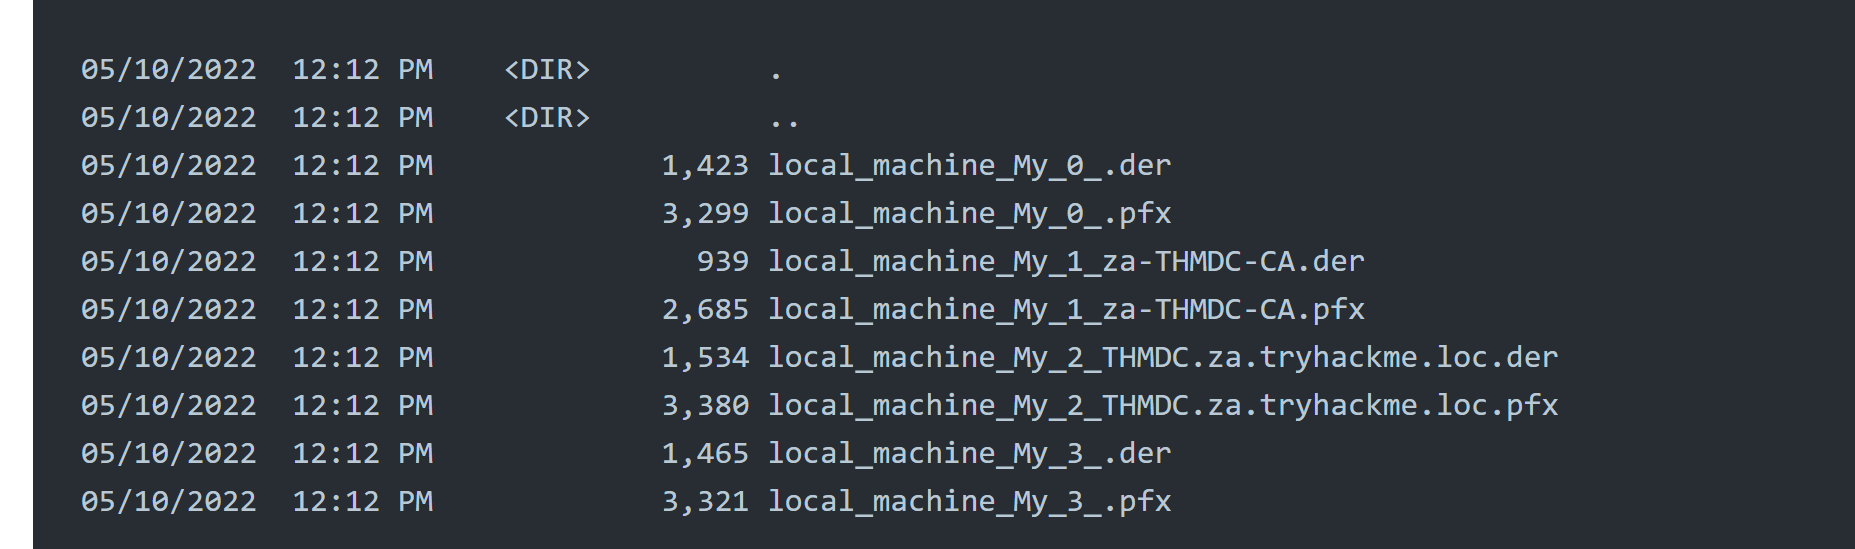 05/10/2022  12:12 PM    <DIR>          .
05/10/2022  12:12 PM    <DIR>          ..
05/10/2022  12:12 PM             1,423 local_machine_My_0_.der
05/10/2022  12:12 PM             3,299 local_machine_My_0_.pfx
05/10/2022  12:12 PM               939 local_machine_My_1_za-THMDC-CA.der
05/10/2022  12:12 PM             2,685 local_machine_My_1_za-THMDC-CA.pfx
05/10/2022  12:12 PM             1,534 local_machine_My_2_THMDC.za.tryhackme.loc.der
05/10/2022  12:12 PM             3,380 local_machine_My_2_THMDC.za.tryhackme.loc.pfx
05/10/2022  12:12 PM             1,465 local_machine_My_3_.der
05/10/2022  12:12 PM             3,321 local_machine_My_3_.pfx